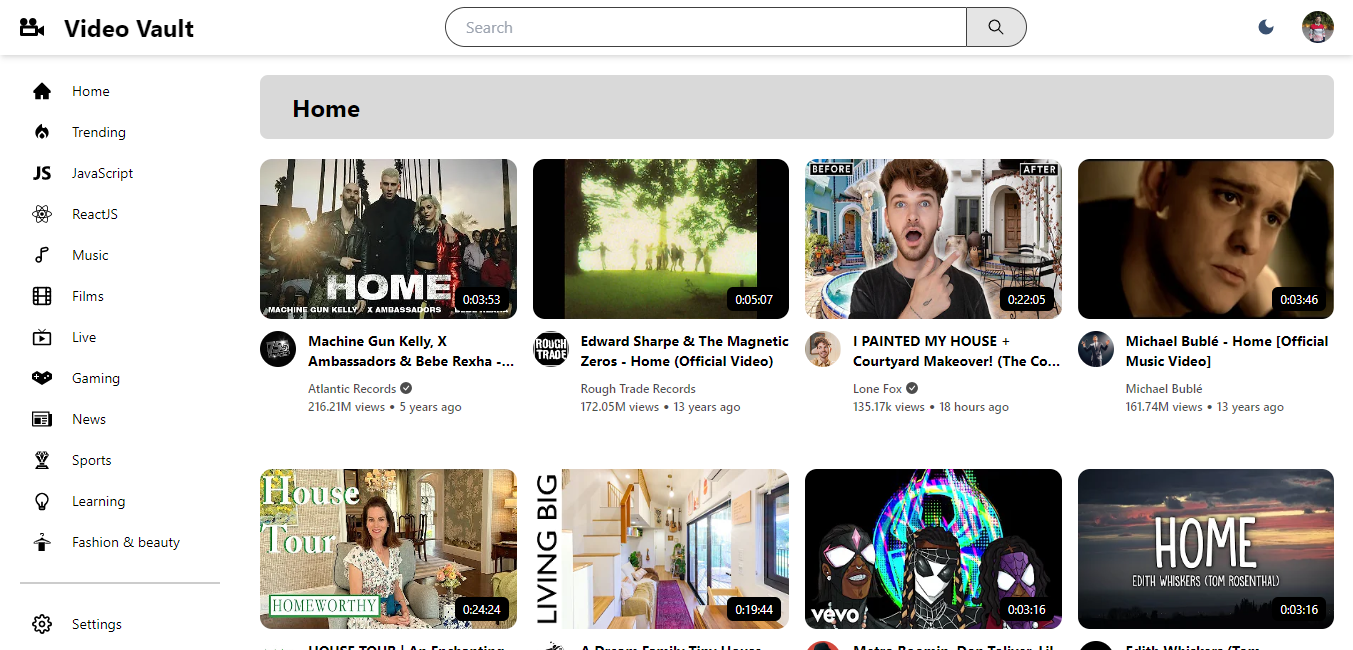 Video Vault
Search
Home
Trending
JS JavaScript
ReactJS
Music
Films
Live
Gaming
News
Sports
Learning
Fashion & beauty
Settings
Home
HOME
MACHINE GUN KELLY, X AMBASSADORS & BEBE REXHA
0:03:53
Machine Gun Kelly, X
Ambassadors & Bebe Rexha -...
Atlantic Records
216.21M views • 5 years ago
0:05:07
ROUGH
TRADE
Edward Sharpe & The Magnetic
Zeros - Home (Official Video)
Rough Trade Records
172.05M views • 13 years ago
BEFORE
AFTER
0:22:05
I PAINTED MY HOUSE +
Courtyard Makeover! (The Co...
Lone Fox
135.17k views • 18 hours ago
0:03:46
Michael Bublé - Home [Official
Music Video]
Michael Bublé
161.74M views • 13 years ago
House
Tour
HOMEWORTHY
0:24:24
HOUSE TOUR | An Enchanting
LIVING BIG
0:19:44
A Dream Family Tiny House
vevo
0:03:16
Metro Boomin, Don Toliver, Lil
HOME
EDITH WHISKERS (TOM ROSENTHAL)
0:03:16
Edith Whiskers (Tom